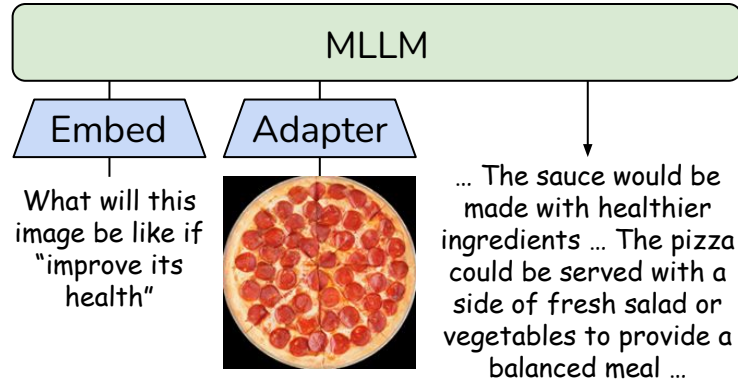 MLLM
Embed
Adapter
What will this
image be like if
“improve its
health”
... The sauce would be
made with healthier
ingredients ... The pizza
could be served with a
side of fresh salad or
vegetables to provide a
balanced meal ...